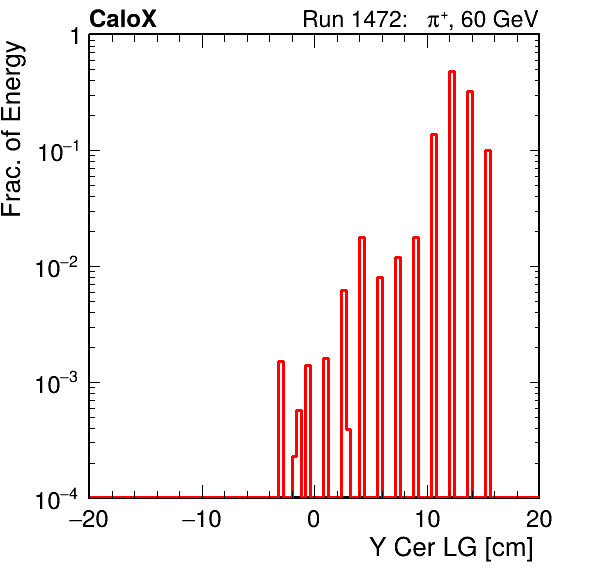 CaloX Run 1472: π⁺, 60 GeV
Frac. of Energy
1
10⁻¹
10⁻²
10⁻³
10⁻⁴
−20 −10 0 10 20
Y Cer LG [cm]